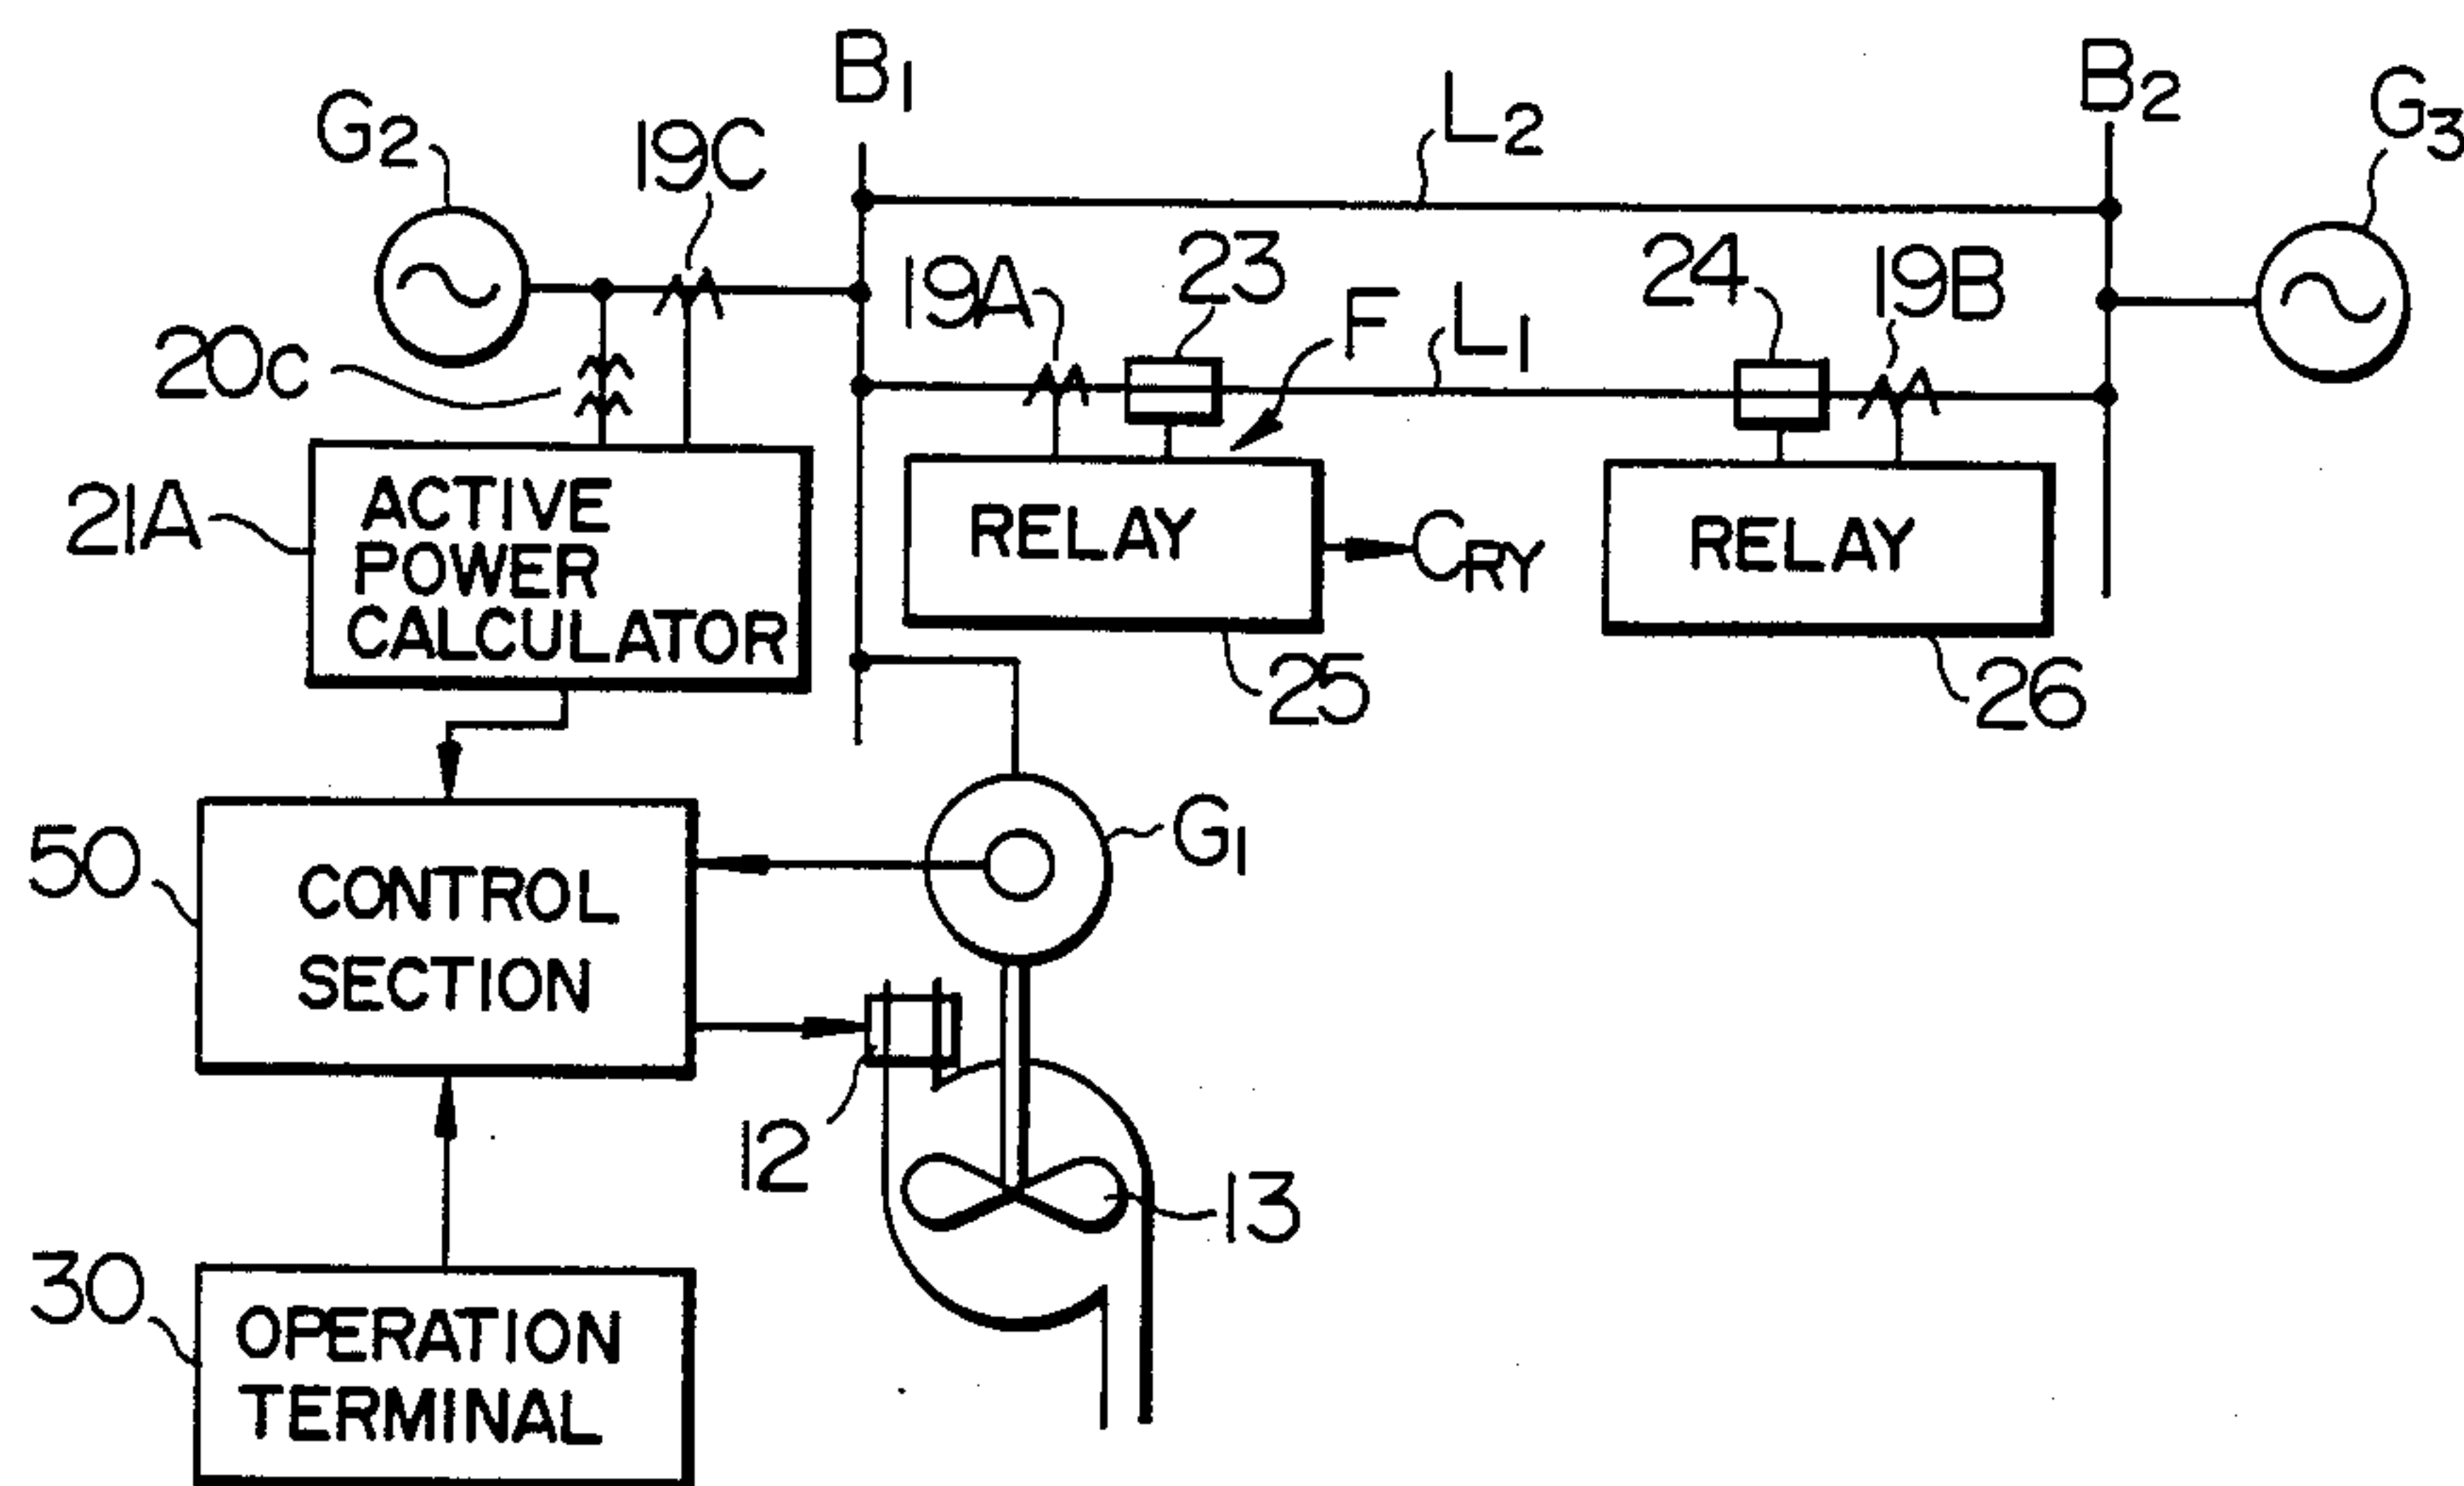 B1
B2
G2
19C
L2
G3
19A
23
F
L1
24
19B
20C
21A
ACTIVE
POWER
CALCULATOR
RELAY
CRY
RELAY
25
26
50
CONTROL
SECTION
G1
12
13
30
OPERATION
TERMINAL